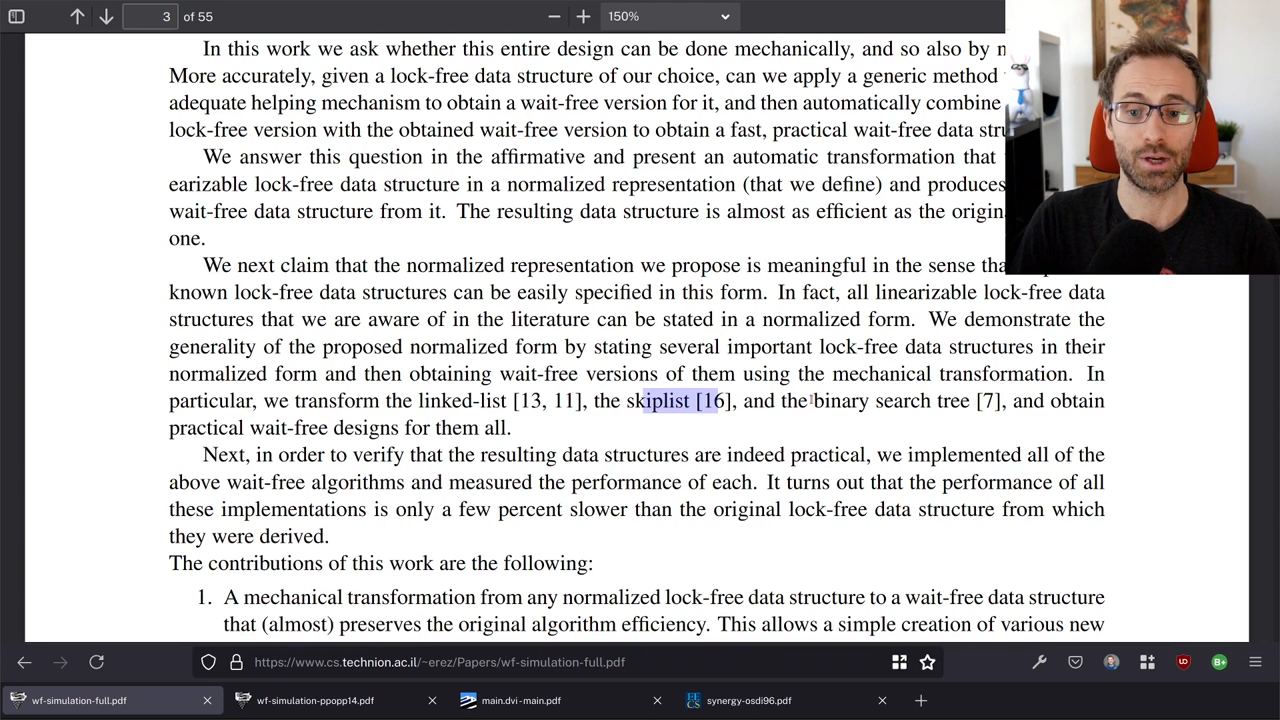 3 of 55
150%
In this work we ask whether this entire design can be done mechanically, and so also by
More accurately, given a lock-free data structure of our choice, can we apply a generic method
adequate helping mechanism to obtain a wait-free version for it, and then automatically combine
lock-free version with the obtained wait-free version to obtain a fast, practical wait-free data
We answer this question in the affirmative and present an automatic transformation that
earizable lock-free data structure in a normalized representation (that we define) and produces
wait-free data structure from it. The resulting data structure is almost as efficient as the
one.
We next claim that the normalized representation we propose is meaningful in the sense
known lock-free data structures can be easily specified in this form. In fact, all linearizable lock-free data
structures that we are aware of in the literature can be stated in a normalized form. We demonstrate the
generality of the proposed normalized form by stating several important lock-free data structures in their
normalized form and then obtaining wait-free versions of them using the mechanical transformation. In
particular, we transform the linked-list [13, 11], the skiplist [16], and the binary search tree [7], and obtain
practical wait-free designs for them all.
Next, in order to verify that the resulting data structures are indeed practical, we implemented all of the
above wait-free algorithms and measured the performance of each. It turns out that the performance of all
these implementations is only a few percent slower than the original lock-free data structure from which
they were derived.
The contributions of this work are the following:
1. A mechanical transformation from any normalized lock-free data structure to a wait-free data structure
that (almost) preserves the original algorithm efficiency. This allows a simple creation of various new
https://www.cs.technion.ac.il/~erez/Papers/wf-simulation-full.pdf
wf-simulation-full.pdf
wf-simulation-ppopp14.pdf
main.dvi - main.pdf
synergy-osdi96.pdf